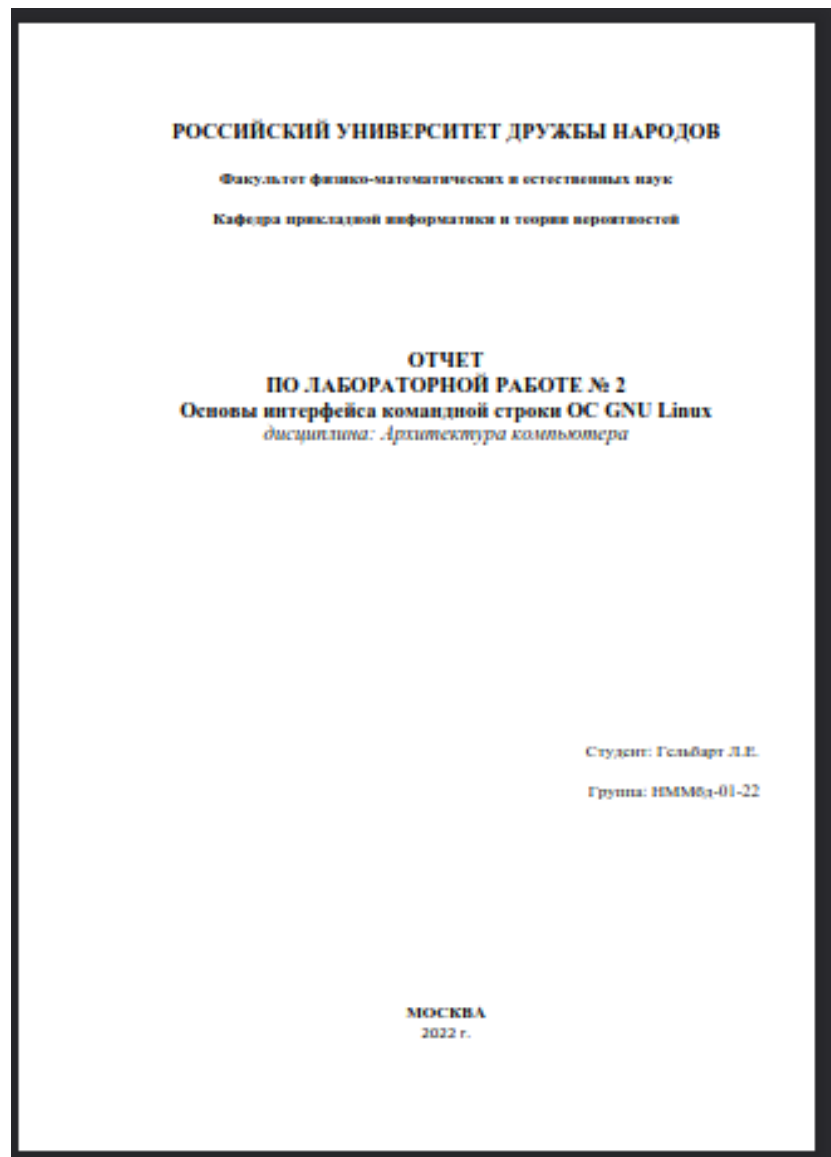 РОССИЙСКИЙ УНИВЕРСИТЕТ ДРУЖБЫ НАРОДОВ
Факультет физико-математических и естественных наук
Кафедра прикладной информатики и теории вероятностей
ОТЧЕТ
ПО ЛАБОРАТОРНОЙ РАБОТЕ № 2
Основы интерфейса командной строки ОС GNU Linux
дисциплина: Архитектура компьютера
Студент: Гельбарт Л.Е.
Группа: НММбд-01-22
МОСКВА
2022 г.